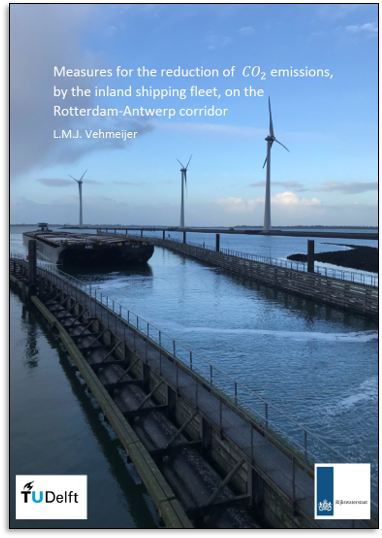 Measures for the reduction of CO₂ emissions,
by the inland shipping fleet, on the
Rotterdam-Antwerp corridor
L.M.J. Vehmeijer
TUDelft
Rijkswaterstaat